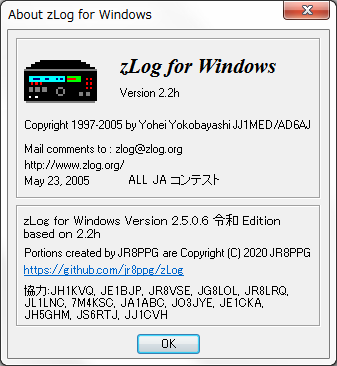 About zLog for Windows
zLog for Windows
Version 2.2h
Copyright 1997-2005 by Yohei Yokobayashi JJ1MED/AD6AJ
Mail comments to : zlog@zlog.org
http://www.zlog.org/
May 23, 2005 ALL JA コンテスト
zLog for Windows Version 2.5.0.6 令和 Edition
based on 2.2h
Portions created by JR8PPG are Copyright (C) 2020 JR8PPG
https://github.com/jr8ppg/zLog
協力:JH1KVQ, JE1BJP, JR8VSE, JG8LOL, JR8LRQ,
JL1LNC, 7M4KSC, JA1ABC, JO3JYE, JE1CKA,
JH5GHM, JS6RTJ, JJ1CVH
OK